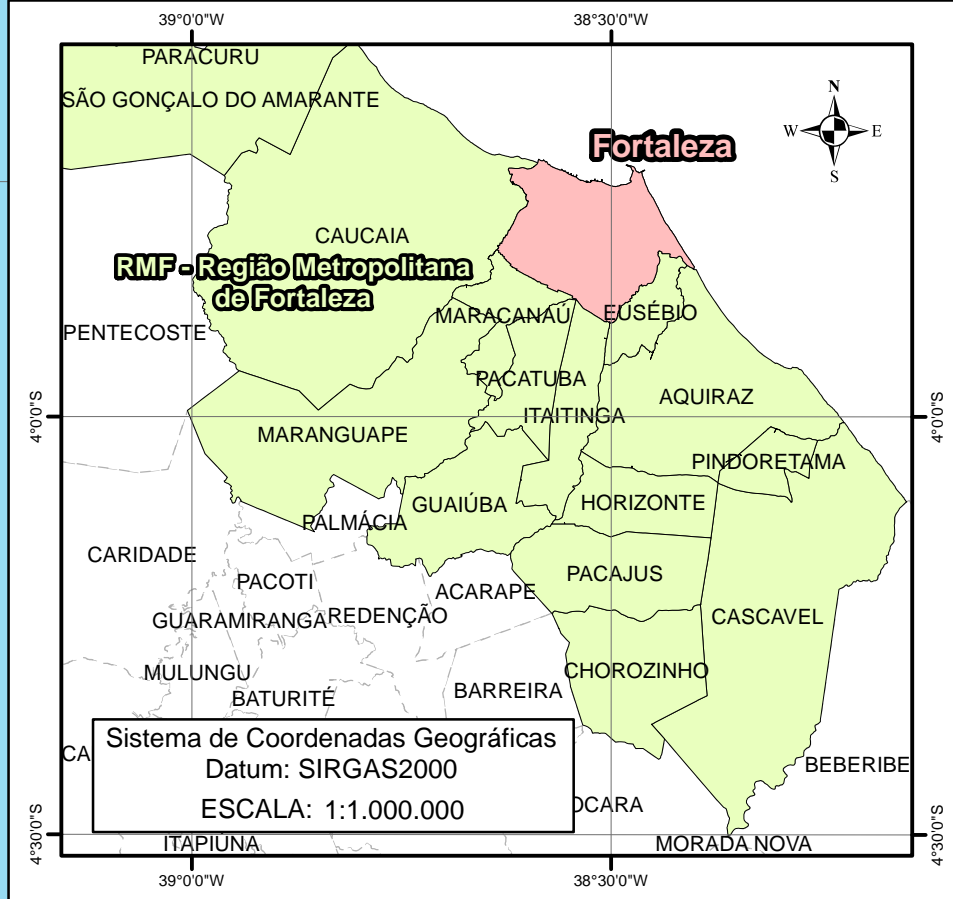 39°0'0"W
38°30'0"W
PARACURU
SÃO GONÇALO DO AMARANTE
N
W
E
S
Fortaleza
CAUCAIA
RMF - Região Metropolitana
de Fortaleza
MARACANAÚ
EUSÉBIO
PENTECOSTE
PACATUBA
AQUIRAZ
ITAITINGA
4°0'0"S
4°0'0"S
MARANGUAPE
PINDORETAMA
GUAIÚBA
HORIZONTE
PALMÁCIA
CARIDADE
PACOTI
PACAJUS
ACARAPE
GUARAMIRANGA
REDENÇÃO
CASCAVEL
MULUNGU
CHOROZINHO
BATURITÉ
BARREIRA
Sistema de Coordenadas Geográficas
Datum: SIRGAS2000
ESCALA: 1:1.000.000
CA
BEBERIBE
OCARA
4°30'0"S
4°30'0"S
ITAPIÚNA
MORADA NOVA
39°0'0"W
38°30'0"W